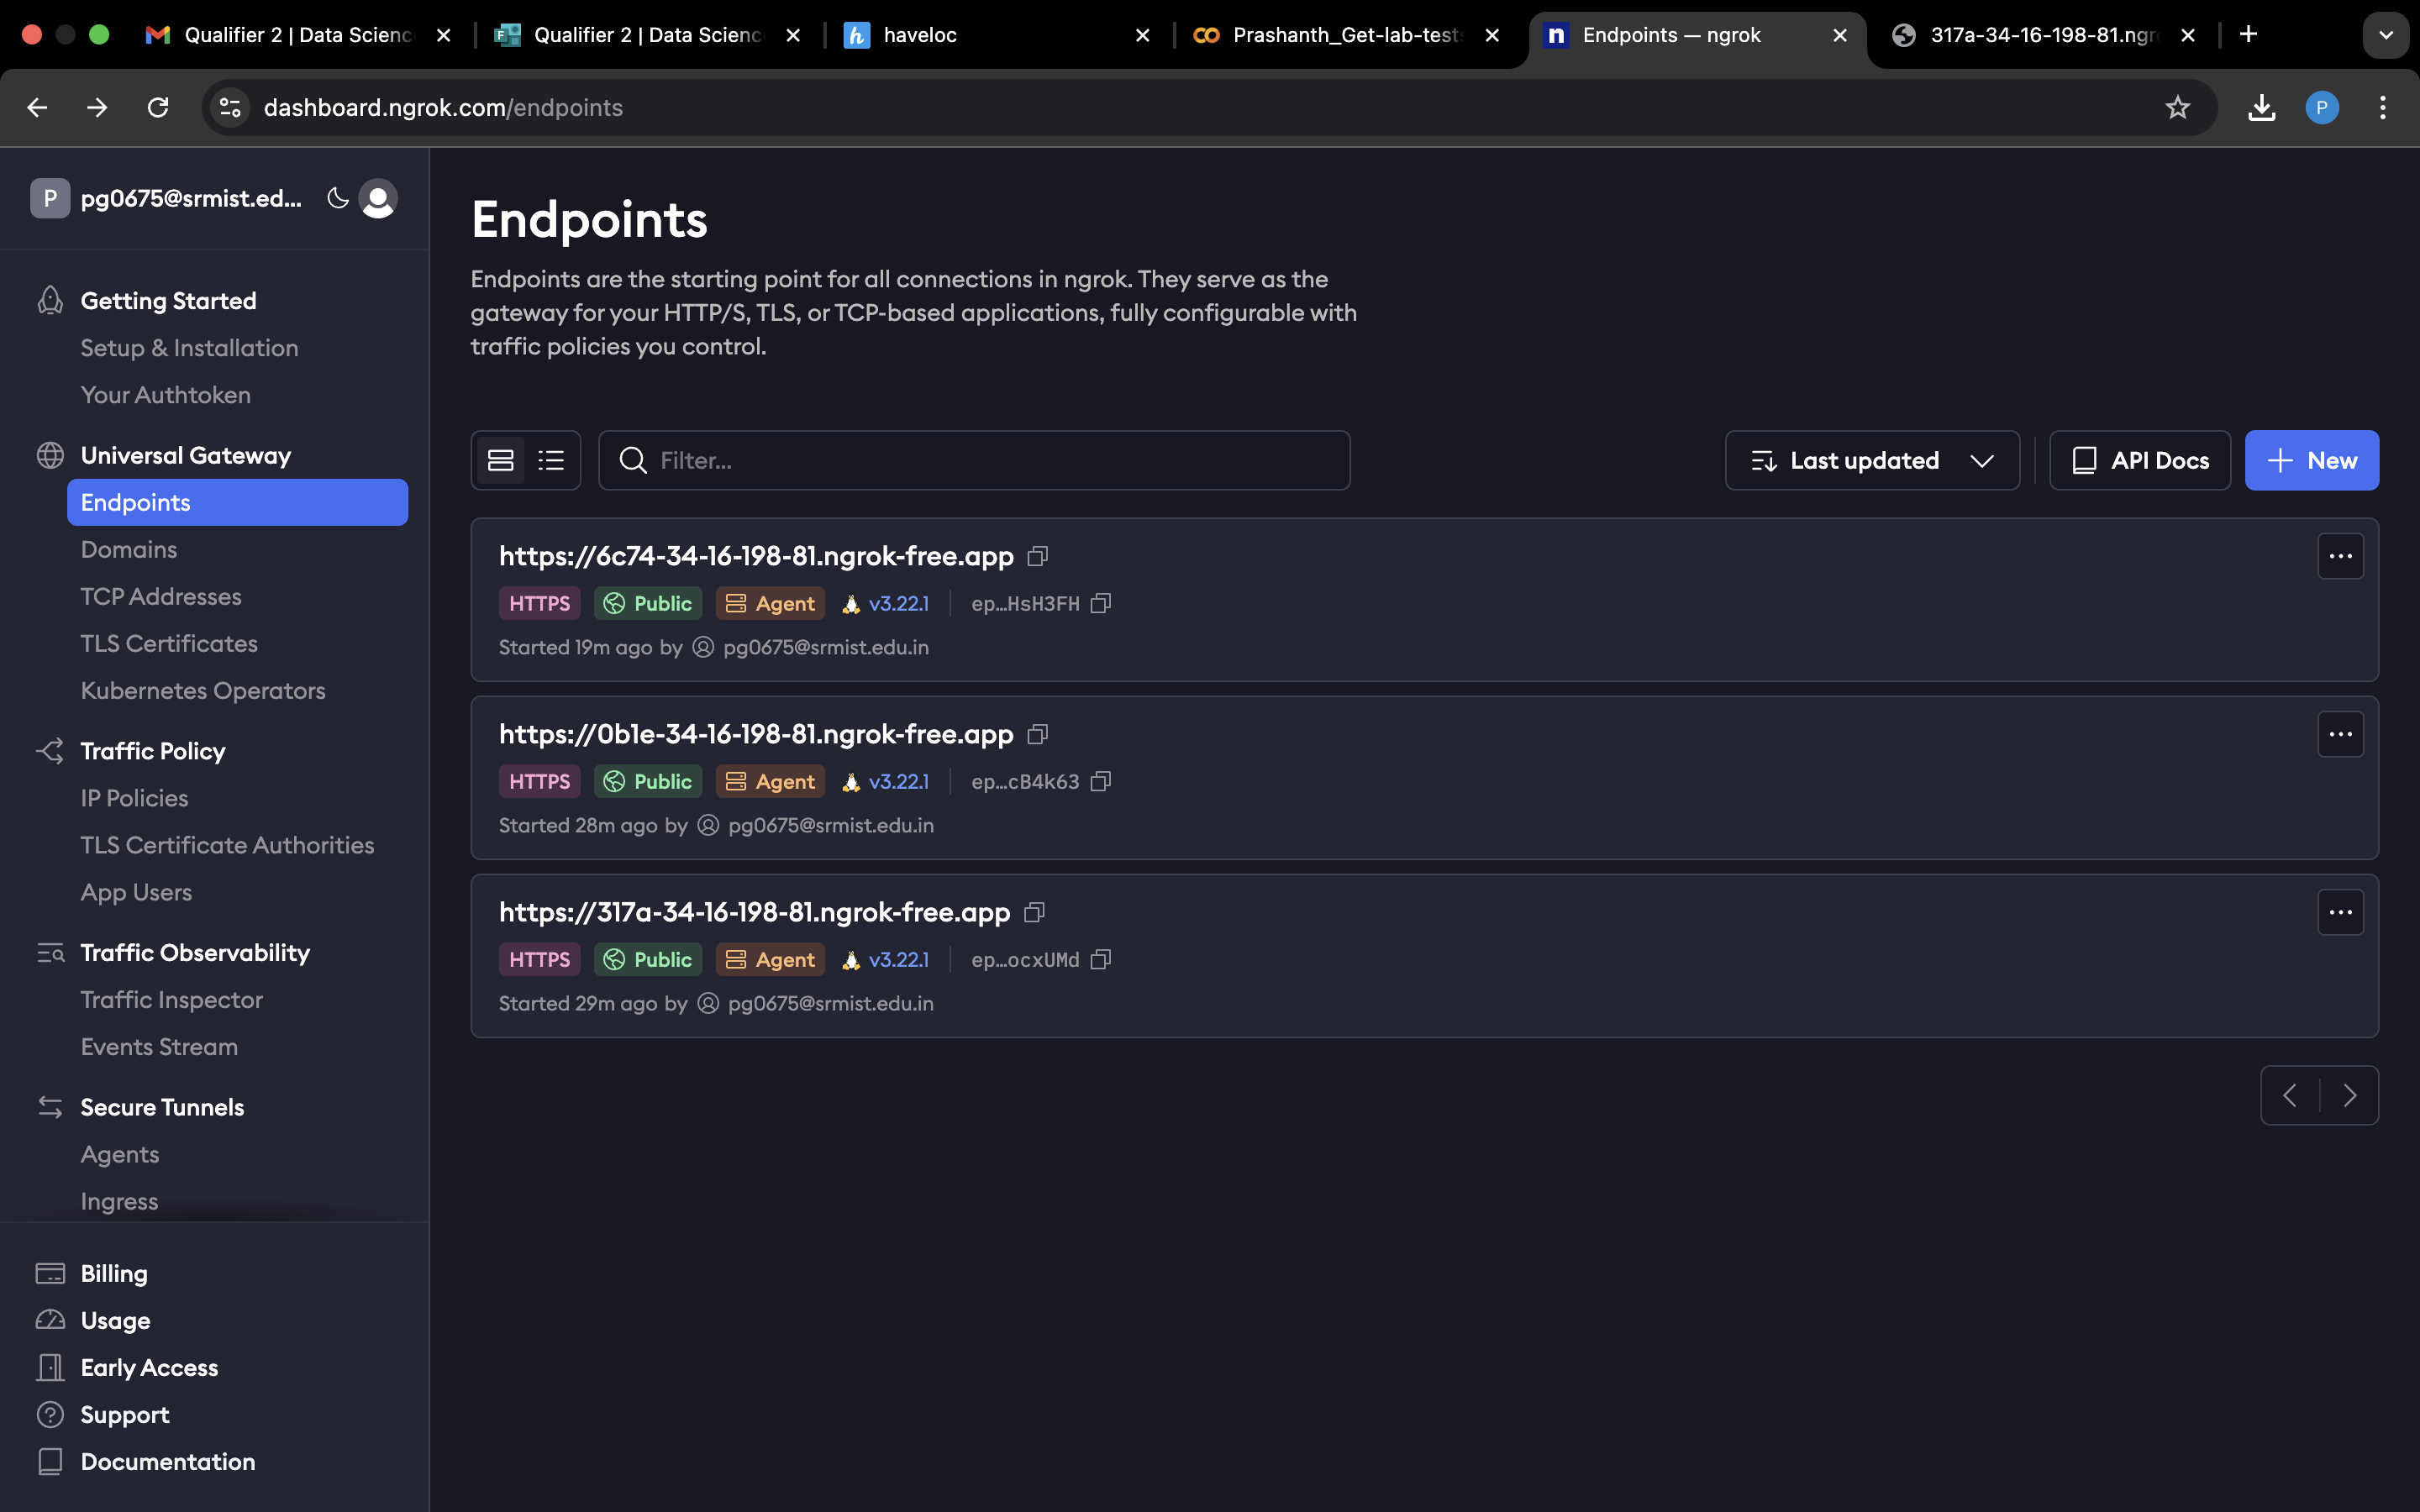 Qualifier 2 | Data Scienc
Qualifier 2 | Data Science
haveloc
Prashanth_Get-lab-tests
Endpoints — ngrok
317a-34-16-198-81.ngr
dashboard.ngrok.com/endpoints
P
P
pg0675@srmist.ed...
Getting Started
Setup & Installation
Your Authtoken
Universal Gateway
Endpoints
Domains
TCP Addresses
TLS Certificates
Kubernetes Operators
Traffic Policy
IP Policies
TLS Certificate Authorities
App Users
Traffic Observability
Traffic Inspector
Events Stream
Secure Tunnels
Agents
Ingress
Billing
Usage
Early Access
Support
Documentation
Endpoints
Endpoints are the starting point for all connections in ngrok. They serve as the
gateway for your HTTP/S, TLS, or TCP-based applications, fully configurable with
traffic policies you control.
Filter...
Last updated
API Docs
New
https://6c74-34-16-198-81.ngrok-free.app
HTTPS Public Agent v3.22.1 ep...HsH3FH
Started 19m ago by pg0675@srmist.edu.in
https://0b1e-34-16-198-81.ngrok-free.app
HTTPS Public Agent v3.22.1 ep...cB4k63
Started 28m ago by pg0675@srmist.edu.in
https://317a-34-16-198-81.ngrok-free.app
HTTPS Public Agent v3.22.1 ep...ocxUMd
Started 29m ago by pg0675@srmist.edu.in